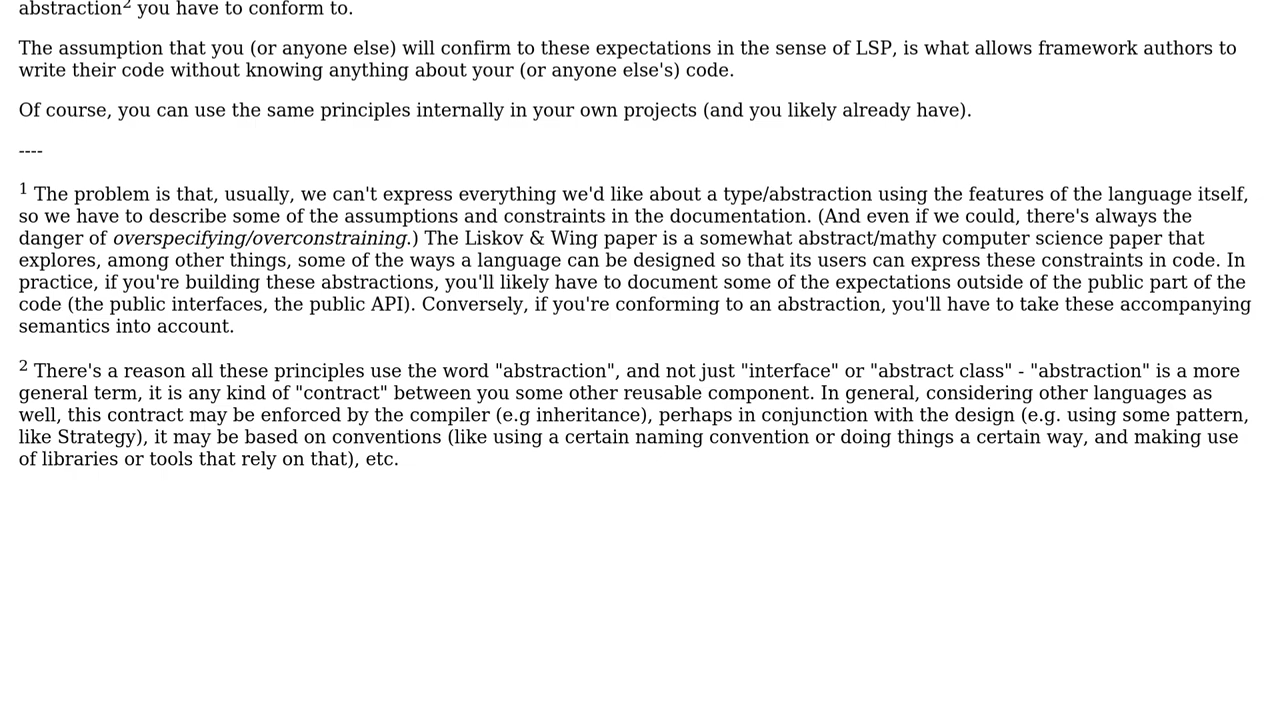 abstraction² you have to conform to.
The assumption that you (or anyone else) will confirm to these expectations in the sense of LSP, is what allows framework authors to
write their code without knowing anything about your (or anyone else's) code.
Of course, you can use the same principles internally in your own projects (and you likely already have).
----
¹ The problem is that, usually, we can't express everything we'd like about a type/abstraction using the features of the language itself,
so we have to describe some of the assumptions and constraints in the documentation. (And even if we could, there's always the
danger of overspecifying/overconstraining.) The Liskov & Wing paper is a somewhat abstract/mathy computer science paper that
explores, among other things, some of the ways a language can be designed so that its users can express these constraints in code. In
practice, if you're building these abstractions, you'll likely have to document some of the expectations outside of the public part of the
code (the public interfaces, the public API). Conversely, if you're conforming to an abstraction, you'll have to take these accompanying
semantics into account.
² There's a reason all these principles use the word "abstraction", and not just "interface" or "abstract class" - "abstraction" is a more
general term, it is any kind of "contract" between you some other reusable component. In general, considering other languages as
well, this contract may be enforced by the compiler (e.g inheritance), perhaps in conjunction with the design (e.g. using some pattern,
like Strategy), it may be based on conventions (like using a certain naming convention or doing things a certain way, and making use
of libraries or tools that rely on that), etc.